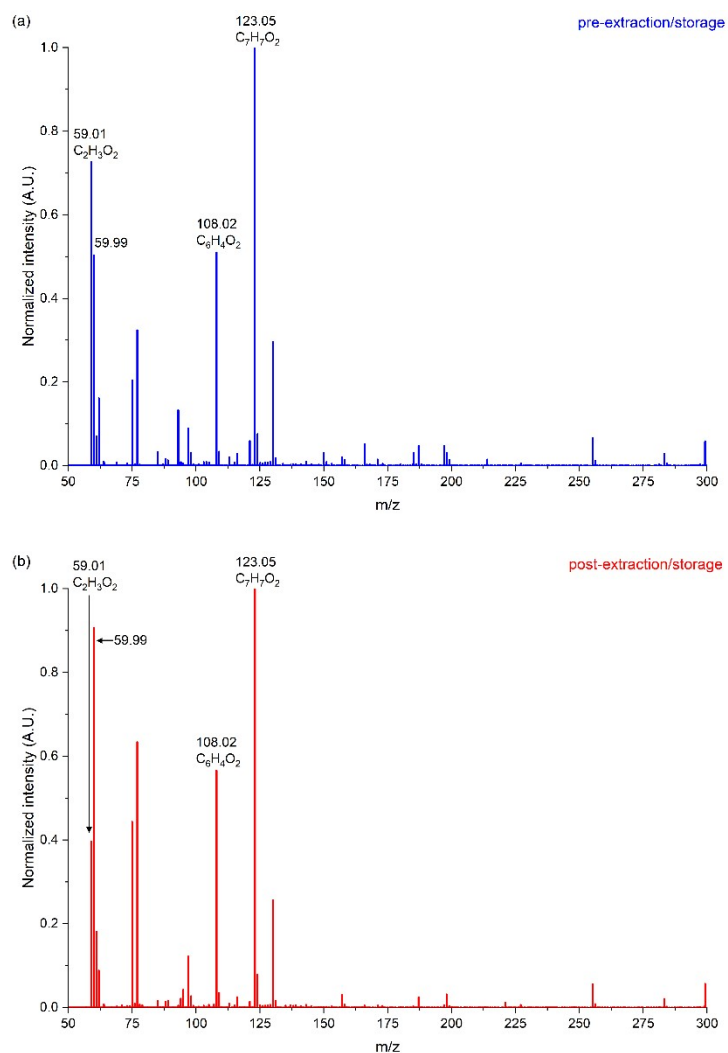 (a)
pre-extraction/storage
123.05
C₇H₇O₂
59.01
C₂H₃O₂
59.99
108.02
C₆H₄O₂
Normalized intensity (A.U.)
1.0
0.8
0.6
0.4
0.2
0.0
50 75 100 125 150 175 200 225 250 275 300
m/z
(b)
post-extraction/storage
59.01
C₂H₃O₂
123.05
C₇H₇O₂
59.99
108.02
C₆H₄O₂
Normalized intensity (A.U.)
1.0
0.8
0.6
0.4
0.2
0.0
50 75 100 125 150 175 200 225 250 275 300
m/z